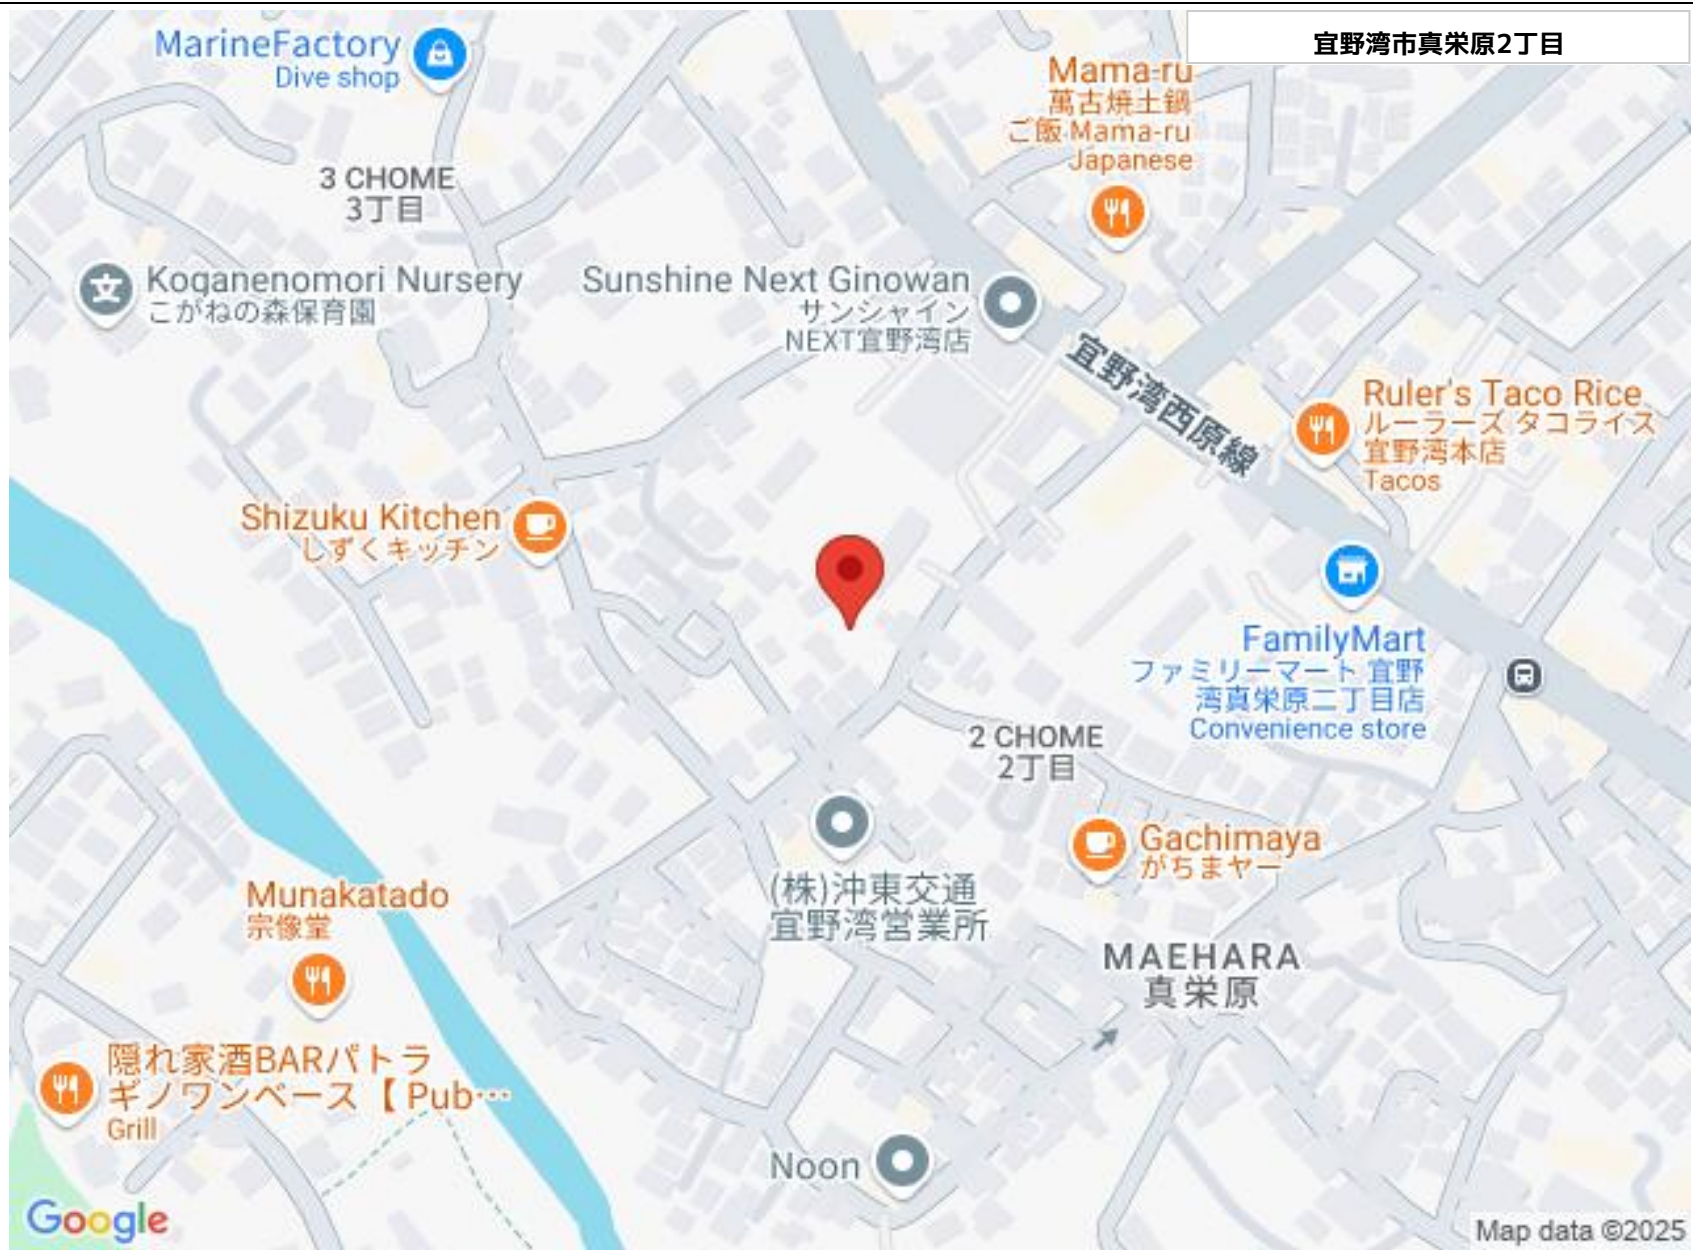 宜野湾市真栄原2丁目
MarineFactory
Dive shop
Mama-ru
萬古焼土鍋
ご飯 Mama-ru
Japanese
3 CHOME
3丁目
Koganenomori Nursery
こがねの森保育園
Sunshine Next Ginowan
サンシャイン
NEXT宜野湾店
宜野湾西原線
Ruler's Taco Rice
ルーラーズ タコライス
宜野湾本店
Tacos
Shizuku Kitchen
しずくキッチン
FamilyMart
ファミリーマート 宜野
湾真栄原二丁目店
Convenience store
2 CHOME
2丁目
Gachimaya
がちまヤー
(株)沖東交通
宜野湾営業所
Munakatado
宗像堂
MAEHARA
真栄原
隠れ家酒BARパトラ
ギノワンベース【 Pub…
Grill
Noon
Google
Map data ©2025